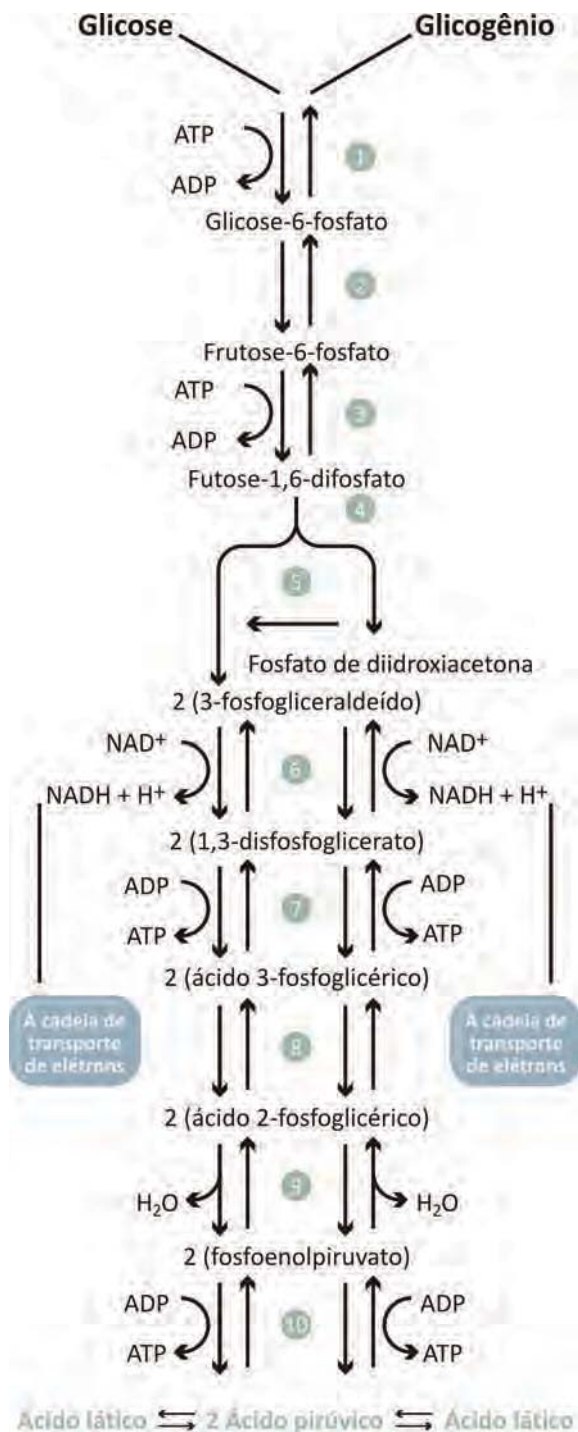 Glicose Glicogênio
ATP
1
ADP
Glicose-6-fosfato
2
Frutose-6-fosfato
ATP
3
ADP
Futose-1,6-difosfato
4
5
Fosfato de diidroxiacetona
2 (3-fosfogliceraldeído)
NAD+ NAD+
6
NADH + H+ NADH + H+
2 (1,3-disfosfoglicerato)
ADP ADP
7
ATP ATP
2 (ácido 3-fosfoglicérico)
A cadeia de transporte de elétrons
8
A cadeia de transporte de elétrons
2 (ácido 2-fosfoglicérico)
9
H2O H2O
2 (fosfoenolpiruvato)
ADP ADP
10
ATP ATP
Ácido lático 2 Ácido pirúvico Ácido lático